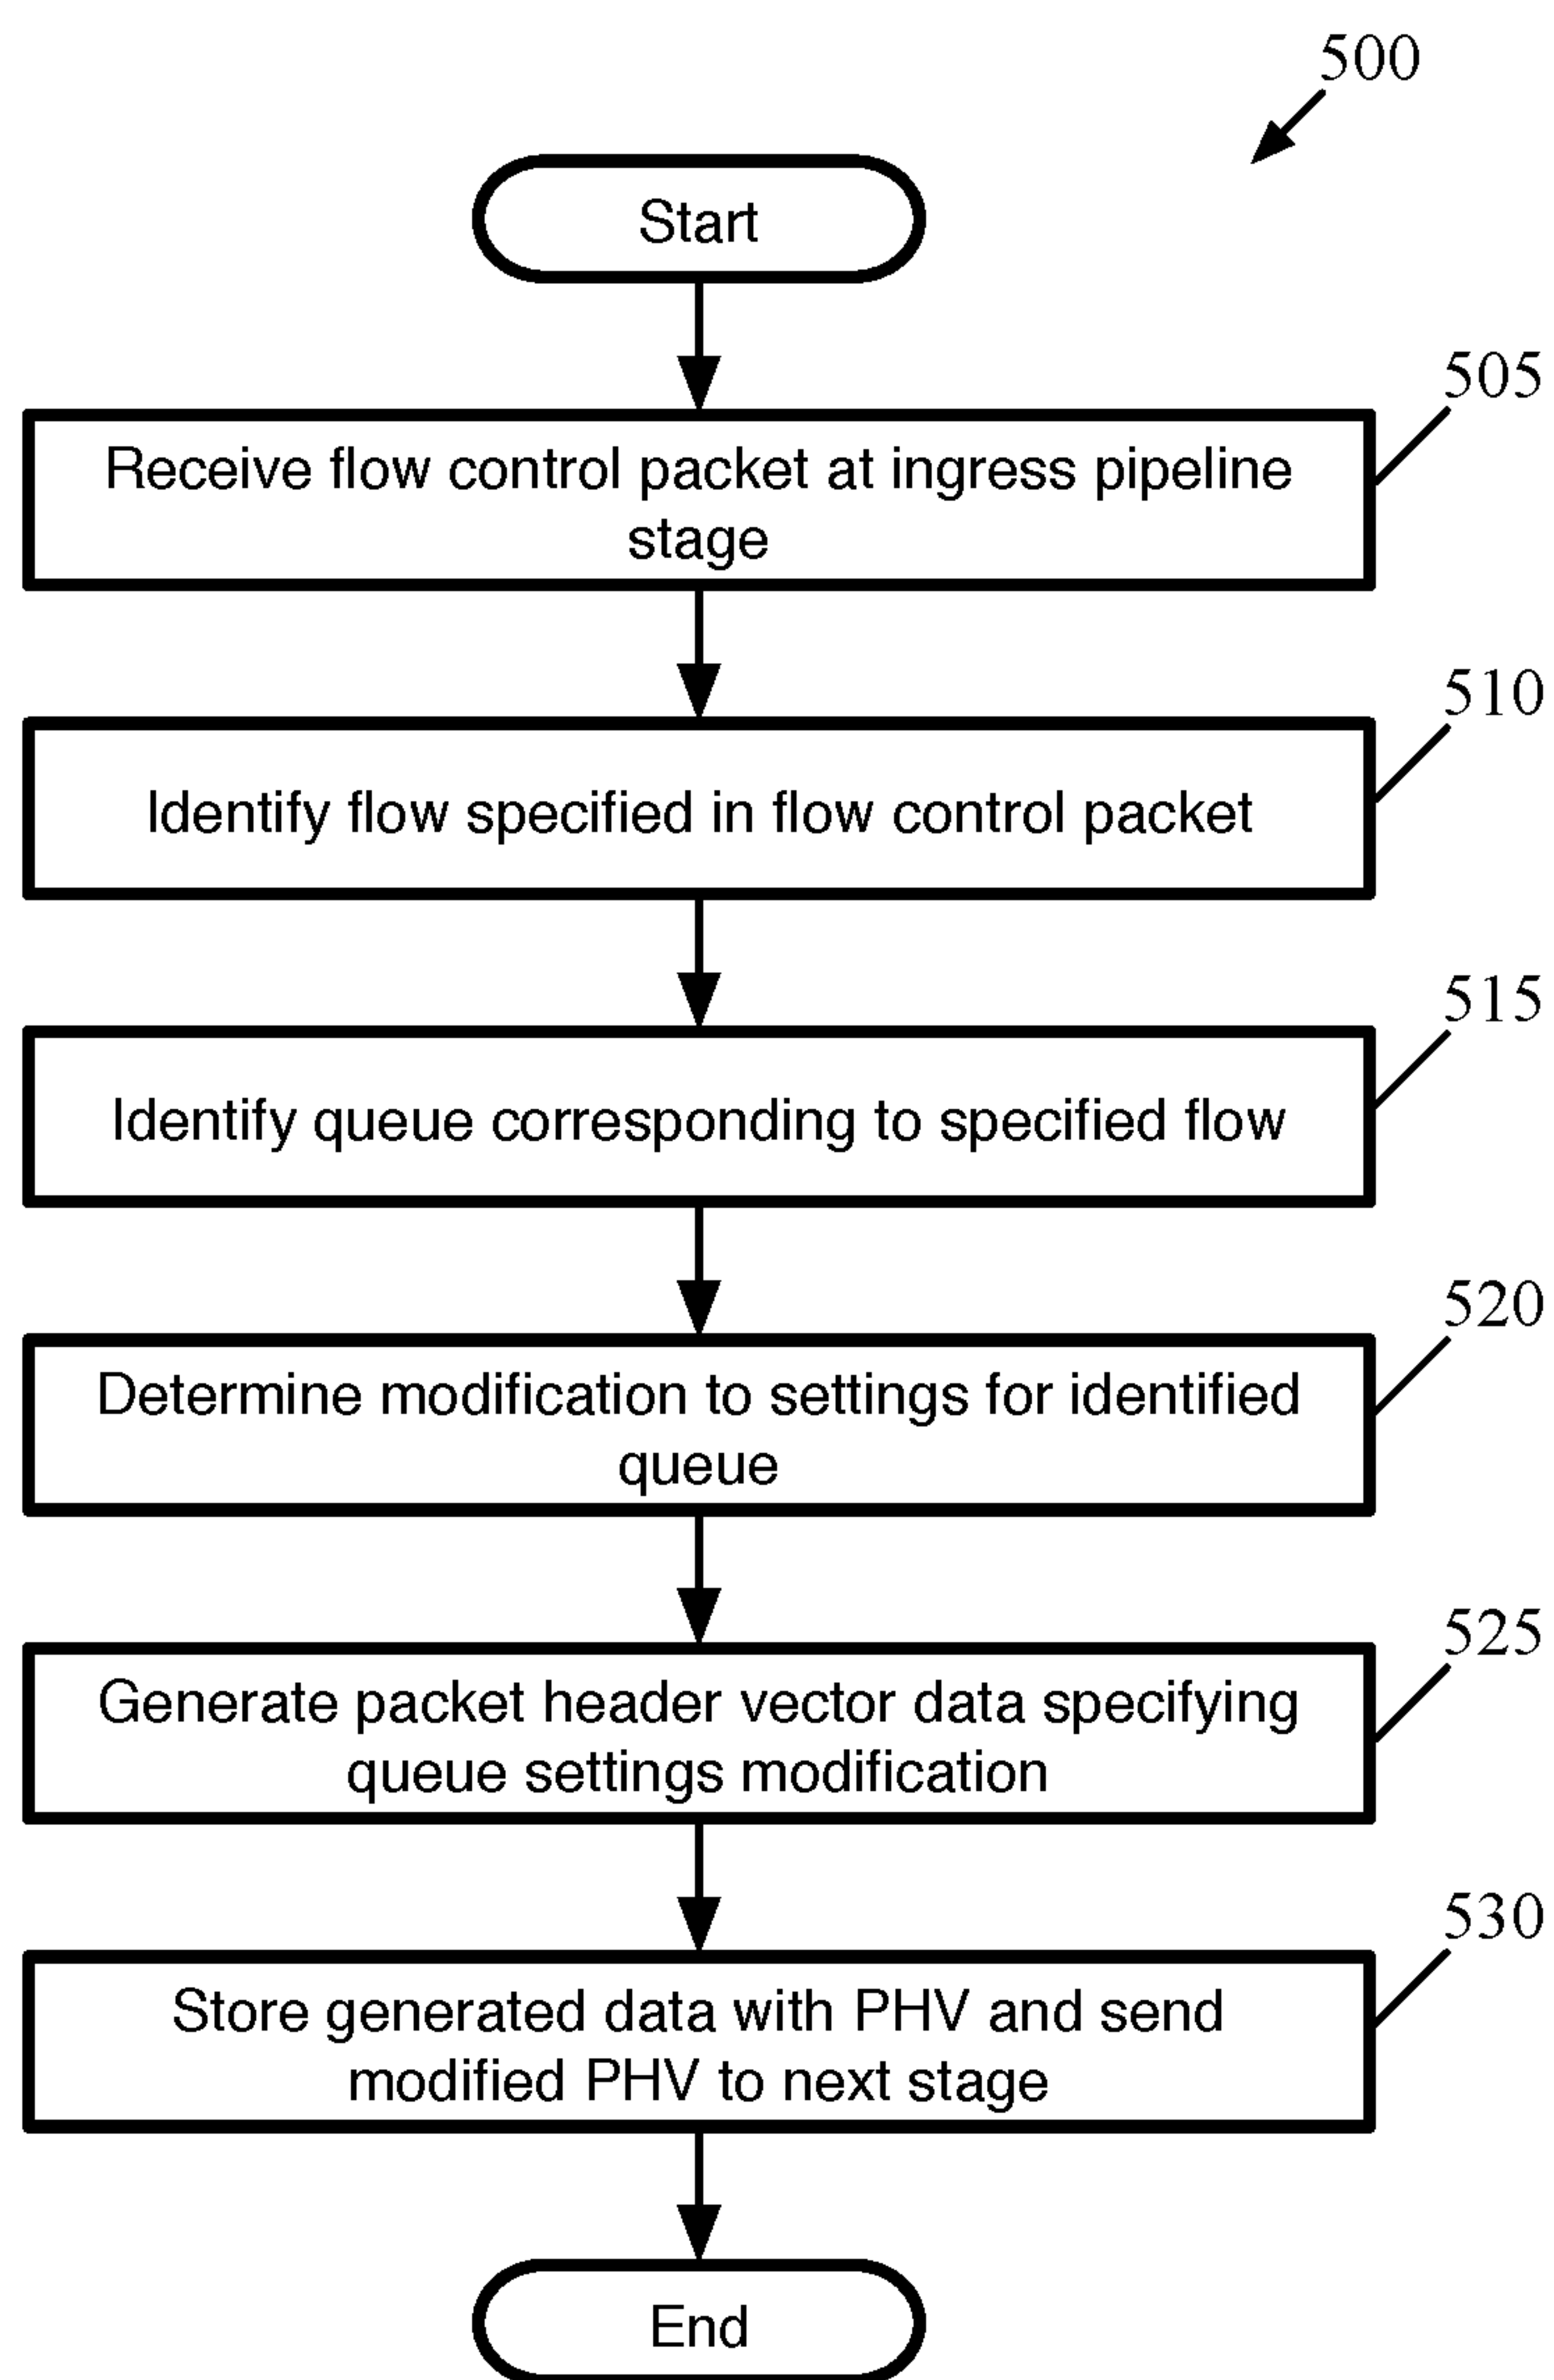 500
Start
505
Receive flow control packet at ingress pipeline
stage
510
Identify flow specified in flow control packet
515
Identify queue corresponding to specified flow
520
Determine modification to settings for identified
queue
525
Generate packet header vector data specifying
queue settings modification
530
Store generated data with PHV and send
modified PHV to next stage
End